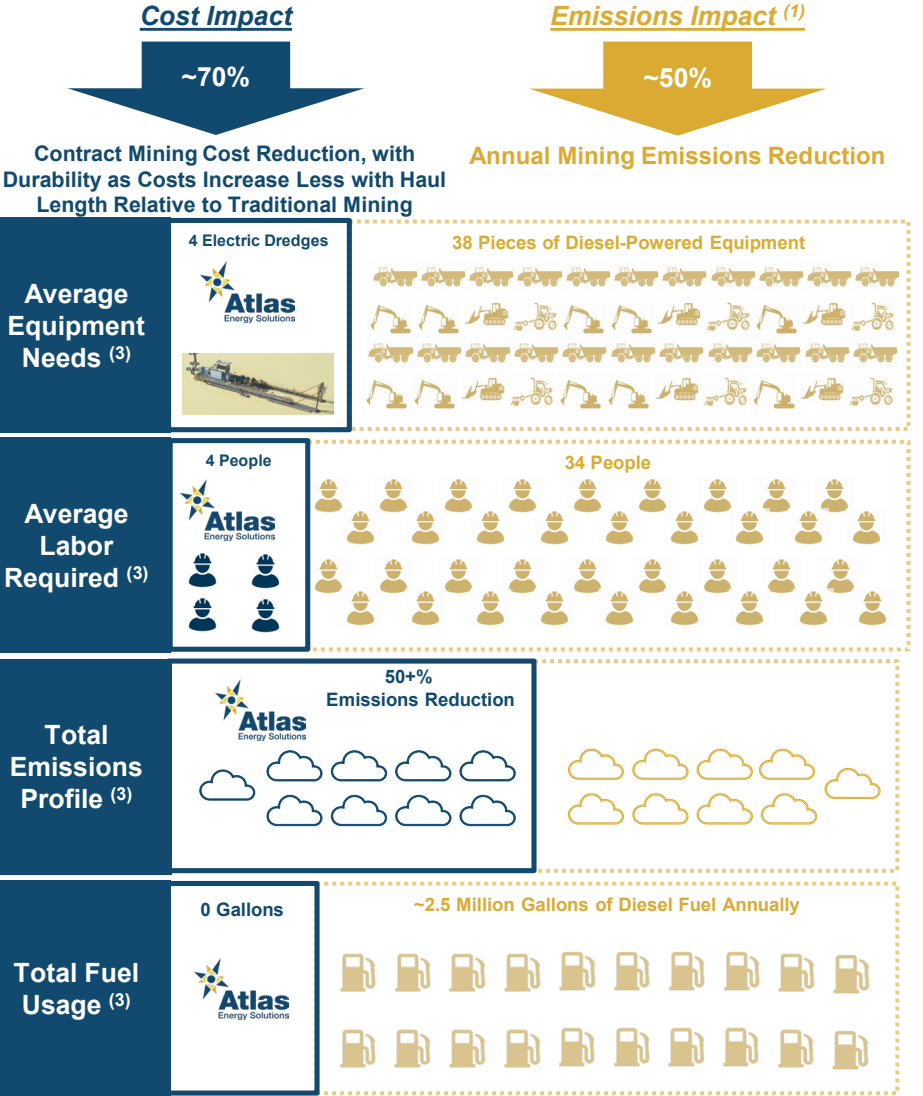 Cost Impact
Emissions Impact (1)
~70%
~50%
Contract Mining Cost Reduction, with
Durability as Costs Increase Less with Haul
Length Relative to Traditional Mining
Annual Mining Emissions Reduction
Average
Equipment
Needs (3)
4 Electric Dredges
Atlas
Energy Solutions
38 Pieces of Diesel-Powered Equipment
Average
Labor
Required (3)
4 People
Atlas
Energy Solutions
34 People
Total
Emissions
Profile (3)
50+%
Emissions Reduction
Atlas
Energy Solutions
Total Fuel
Usage (3)
0 Gallons
Atlas
Energy Solutions
~2.5 Million Gallons of Diesel Fuel Annually